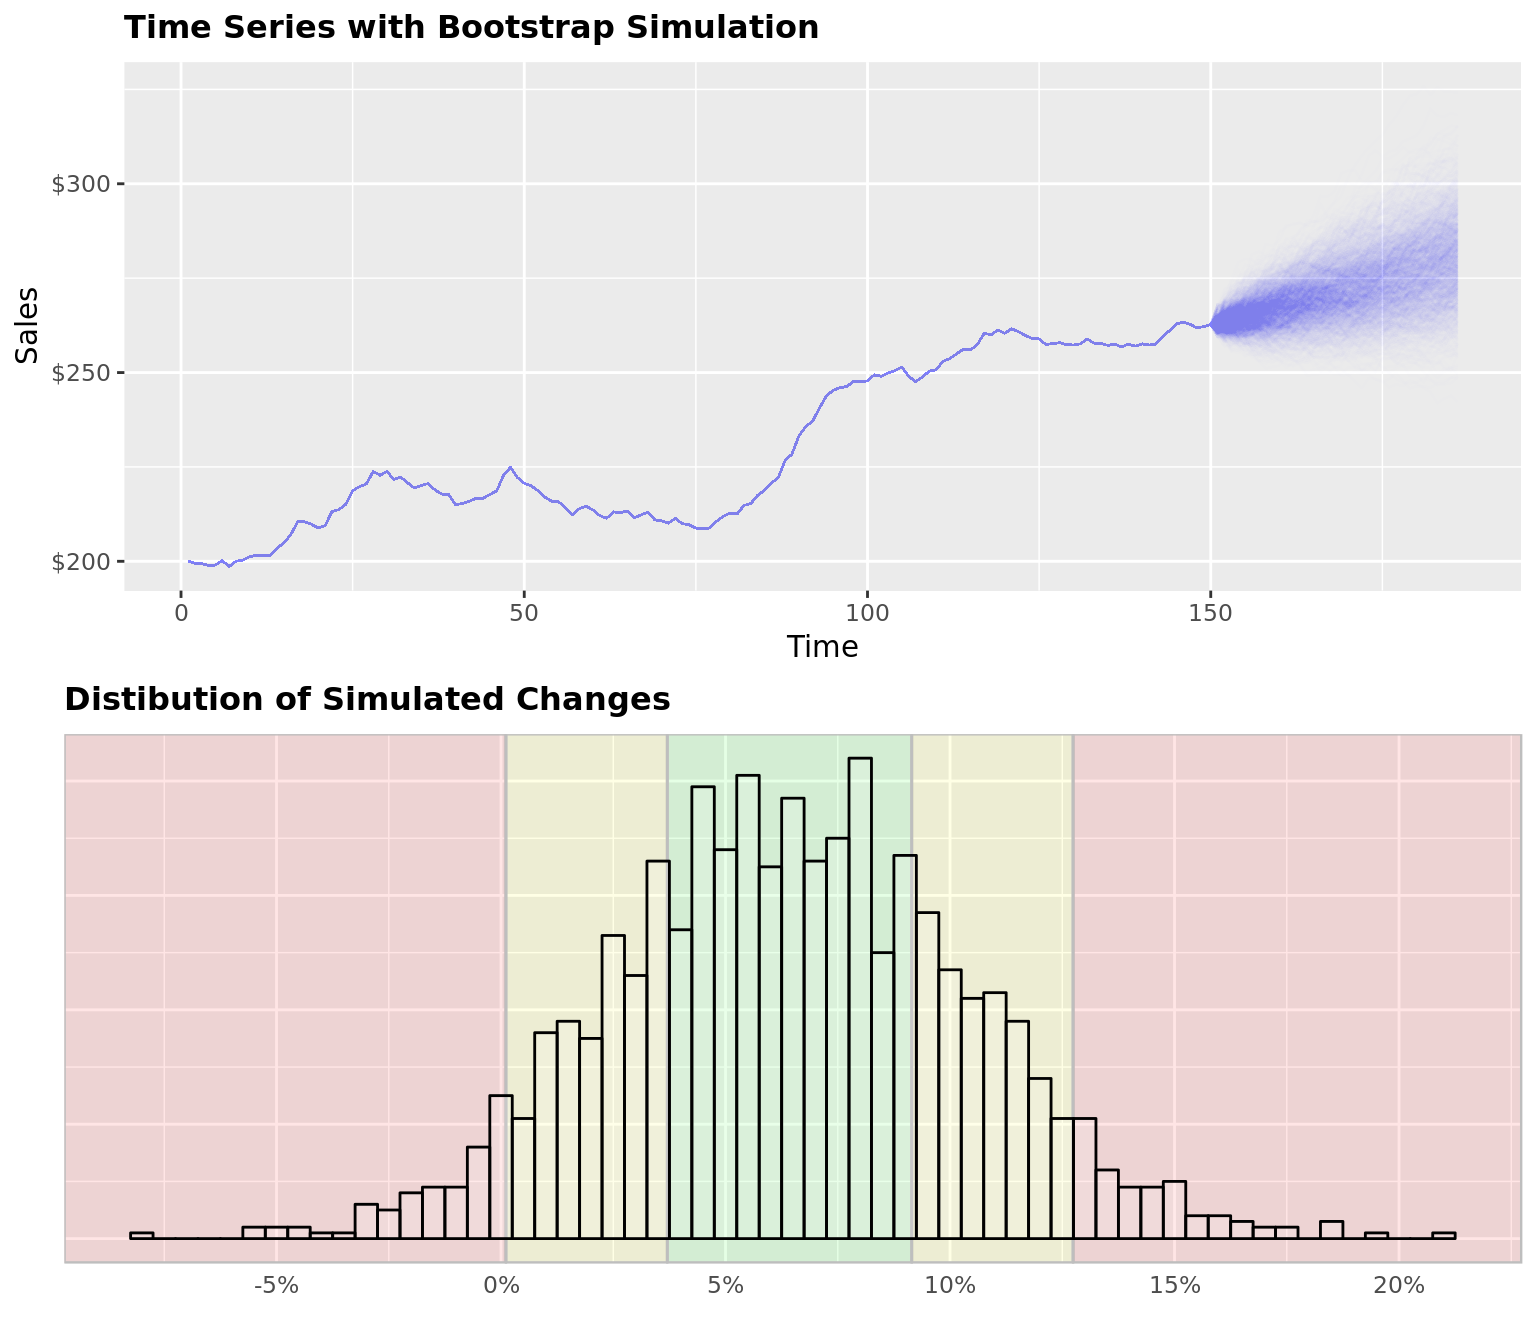 Time Series with Bootstrap Simulation
Sales
$300
$250
$200
0 50 100 150
Time
Distibution of Simulated Changes
-5% 0% 5% 10% 15% 20%